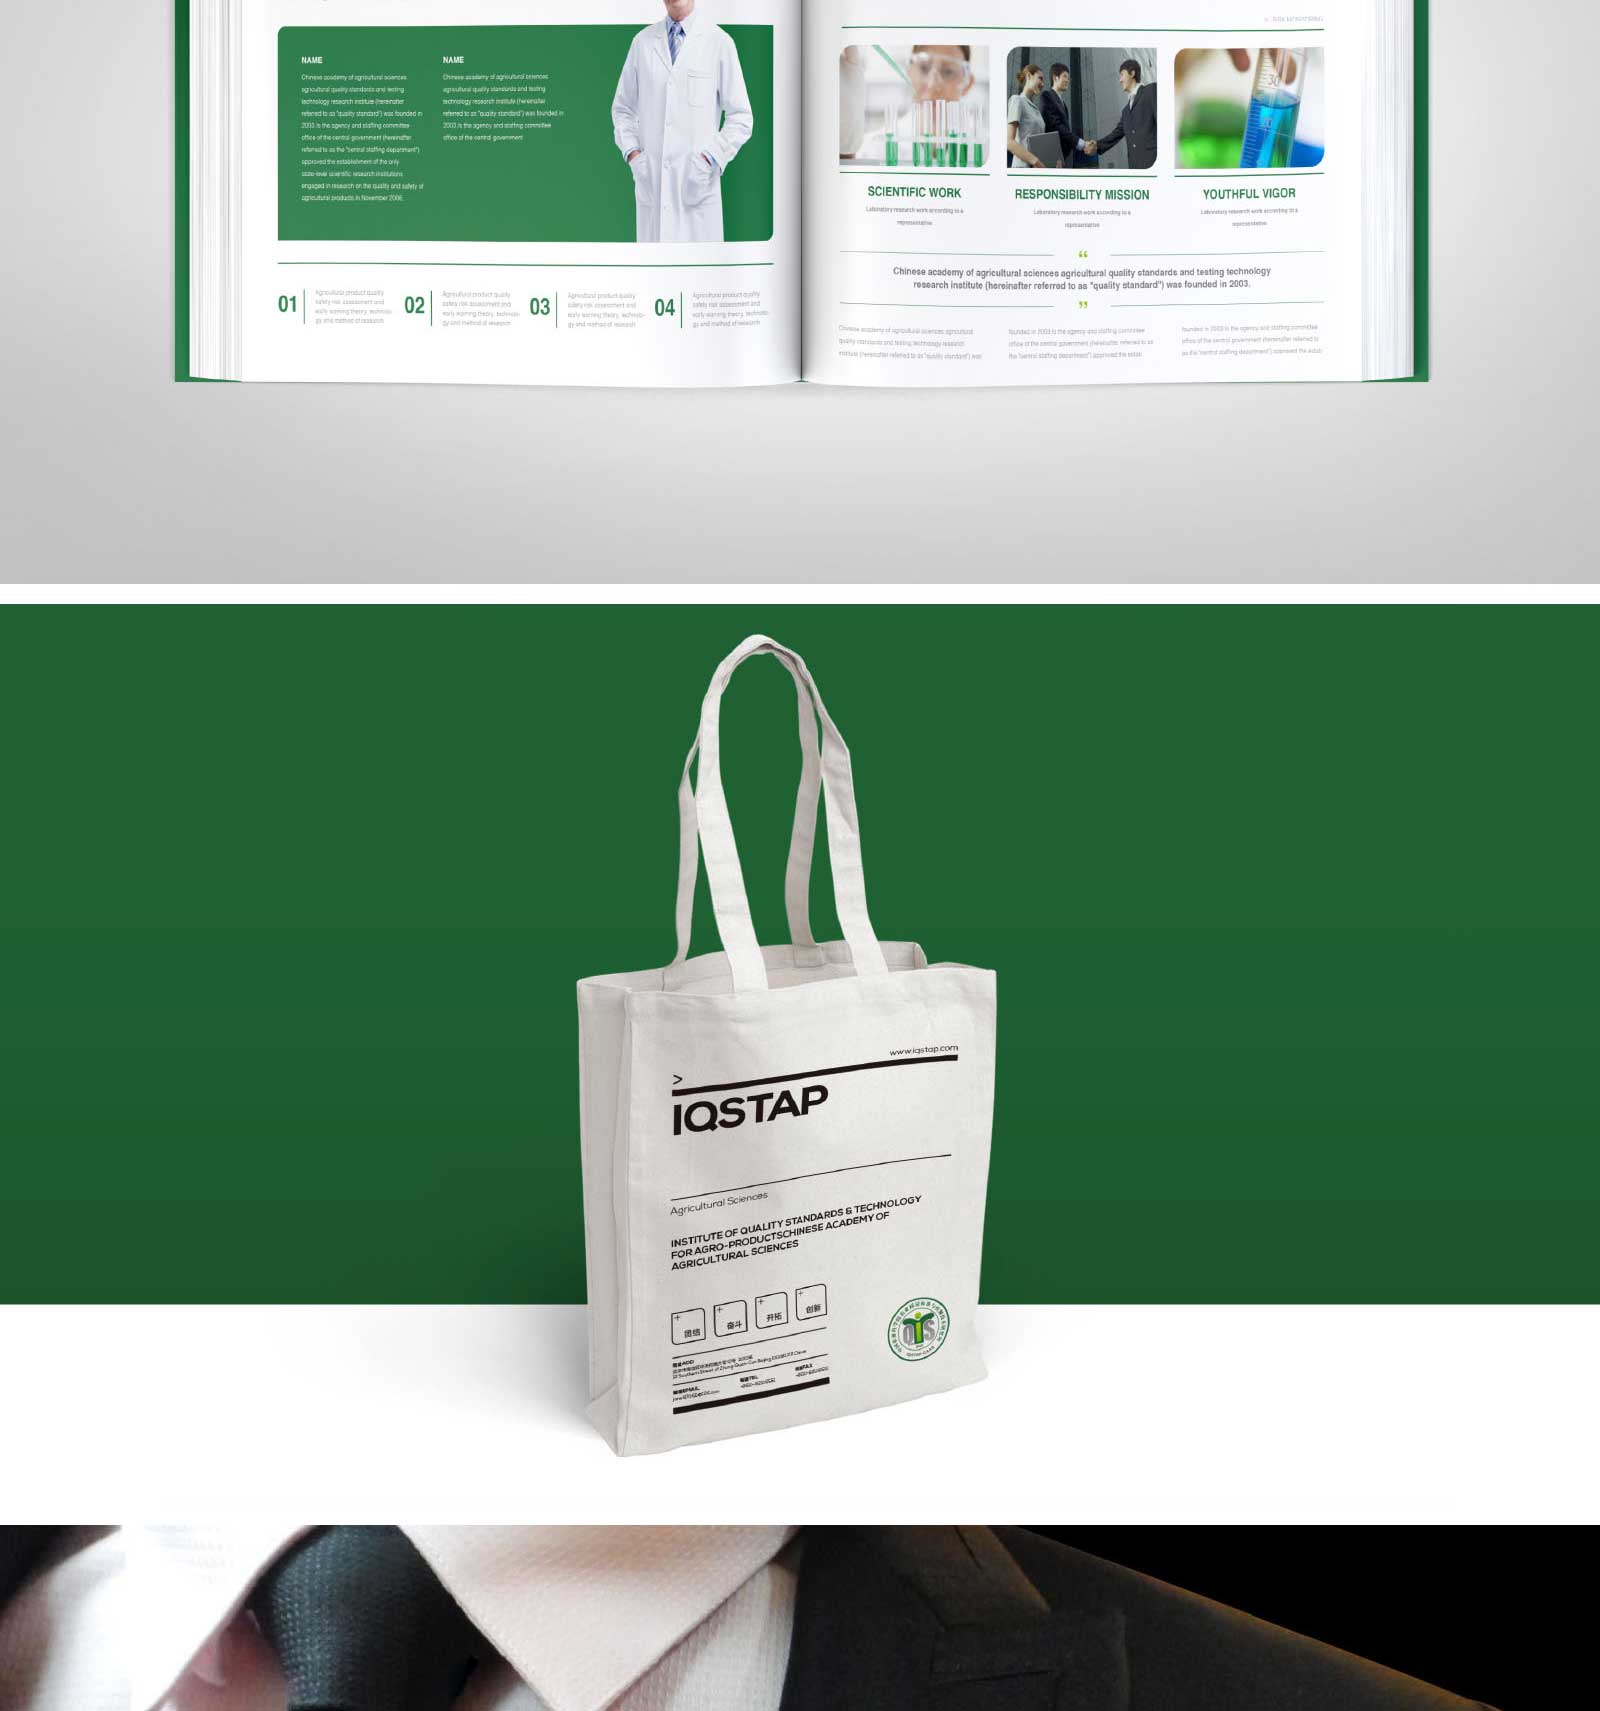 NAME
Chinese academy of agricultural sciences
agricultural quality standards and testing
technology research institute (hereinafter
referred to as "quality standard") was founded in
2003 is the agency and staffing committee
office of the central government (hereinafter
referred to as the "central staffing department")
approved the establishment of the only
state-level scientific research institutions
engaged in research on the quality and safety of
agricultural products, in November 2006.
NAME
Chinese academy of agricultural sciences
agricultural quality standards and testing
technology research institute (hereinafter
referred to as "quality standard") was founded in
2003 is the agency and staffing committee
office of the central government
01
Agricultural product quality
safety risk assessment and
early warning theory, technolo-
gy and method of research
02
Agricultural product quality
safety risk assessment and
early warning theory, technolo-
gy and method of research
03
Agricultural product quality
safety risk assessment and
early warning theory, technolo-
gy and method of research
04
Agricultural product quality
safety risk assessment and
early warning theory, technolo-
gy and method of research
SCIENTIFIC WORK
Laboratory research work according to a
representative
RESPONSIBILITY MISSION
Laboratory research work according to a
representative
YOUTHFUL VIGOR
Laboratory research work according to a
representative
“
Chinese academy of agricultural sciences agricultural quality standards and testing technology
research institute (hereinafter referred to as "quality standard") was founded in 2003.
”
Chinese academy of agricultural sciences agricultural
quality standards and testing technology research
institute (hereinafter referred to as "quality standard") was
founded in 2003 is the agency and staffing committee
office of the central government (hereinafter referred to as
the "central staffing department") approved the estab
founded in 2003 is the agency and staffing committee
office of the central government (hereinafter referred to
as the "central staffing department") approved the estab
www.iqstap.com
>
IQSTAP
Agricultural Sciences
INSTITUTE OF QUALITY STANDARDS & TECHNOLOGY
FOR AGRO-PRODUCTSCHINESE ACADEMY OF
AGRICULTURAL SCIENCES
团结
奋斗
开拓
创新